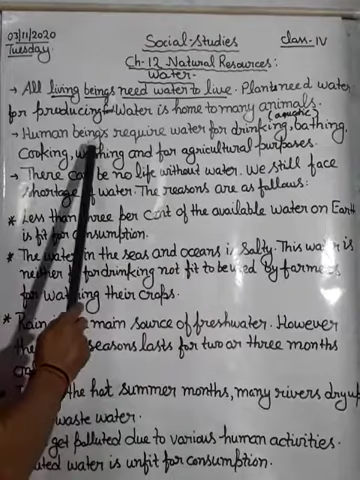 03/11/2020 Social-Studies Class-IV
Tuesday
Ch-12 Natural Resources:
Water
→ All living beings need water to live. Plants need water
for producing food. Water is home to many animals.
(aquatic)
→ Human beings require water for drinking, bathing,
Cooking, washing and for agricultural purposes.
→ There can be no life without water. We still face
shortage of water. The reasons are as follows:
* Less than three per cent of the available water on Earth
is fit for consumption.
* The water in the seas and oceans is salty. This water is
neither fit for drinking not fit to be used by farmers
for watering their crops.
* Rain is main source of freshwater. However
the seasons lasts for two or three months
only.
the hot summer months, many rivers dry up
waste water.
get polluted due to various human activities.
water is unfit for consumption.